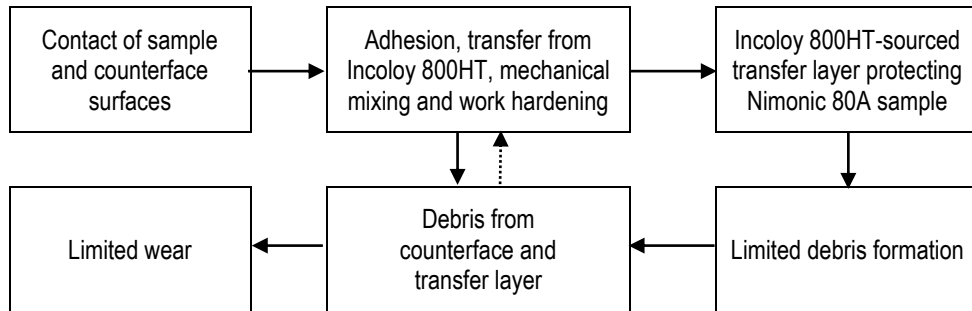 Contact of sample
and counterface
surfaces
Adhesion, transfer from
Incoloy 800HT, mechanical
mixing and work hardening
Incoloy 800HT-sourced
transfer layer protecting
Nimonic 80A sample
Limited wear
Debris from
counterface and
transfer layer
Limited debris formation